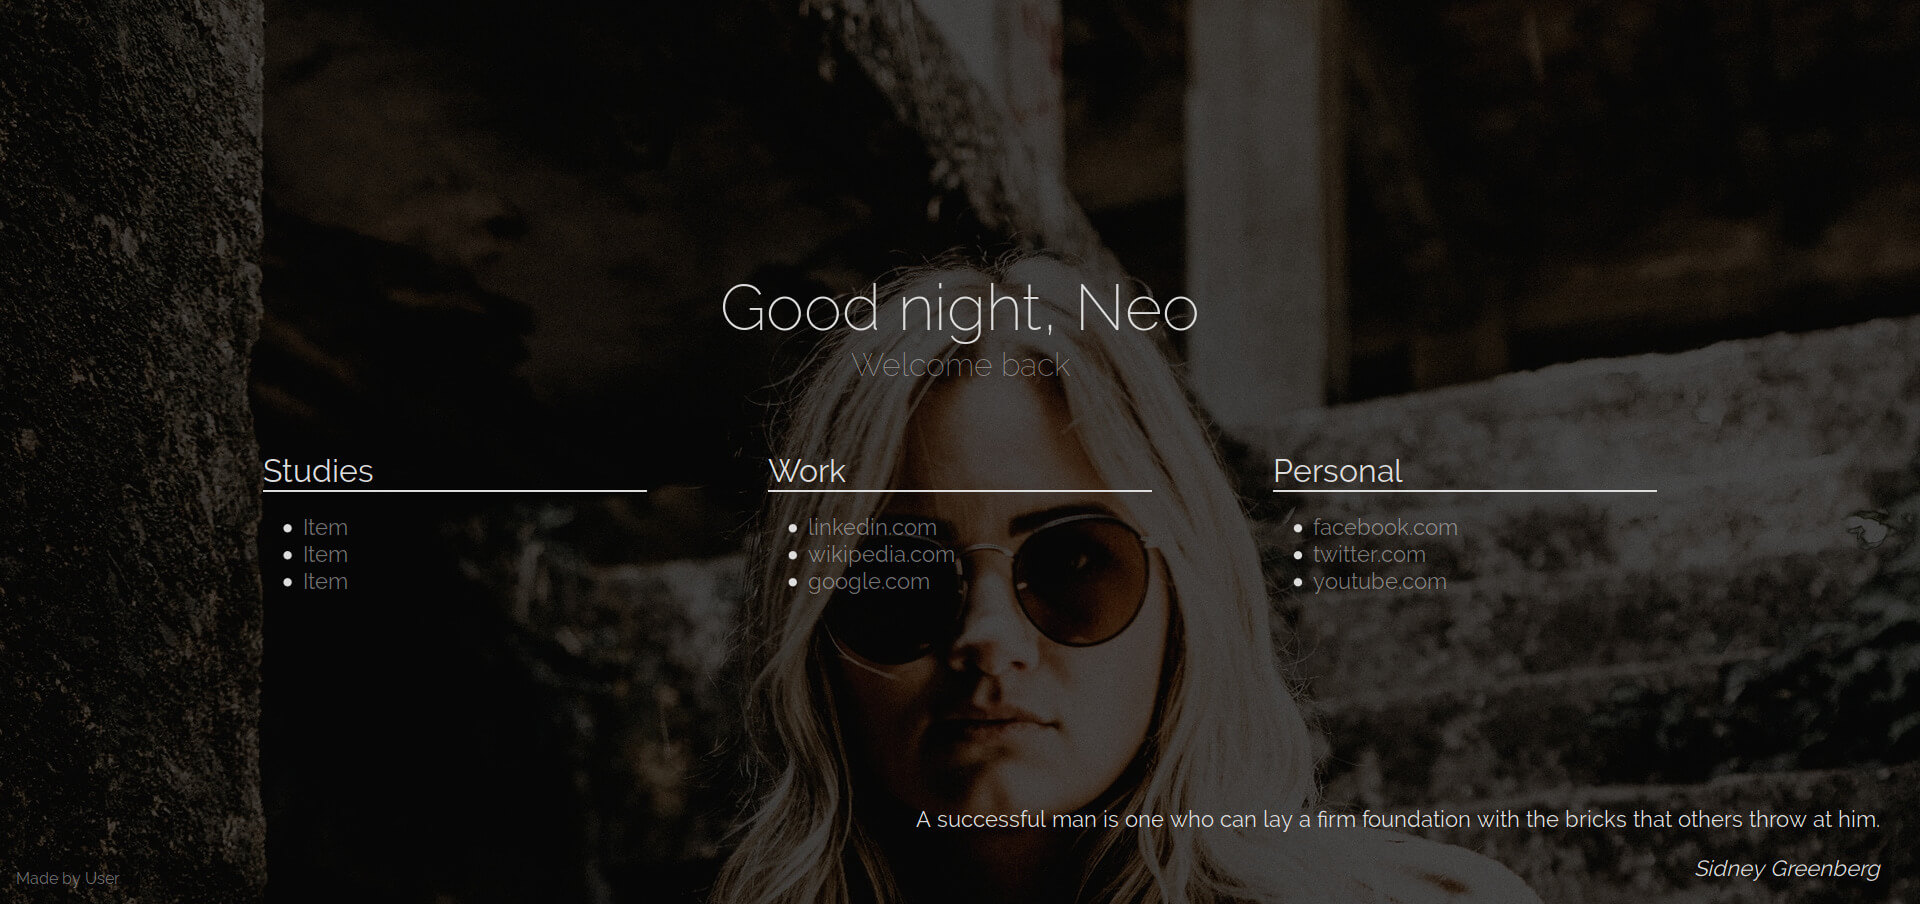 Good night, Neo
Welcome back
Studies
Item
Item
Item
Work
linkedin.com
wikipedia.com
google.com
Personal
facebook.com
twitter.com
youtube.com
A successful man is one who can lay a firm foundation with the bricks that others throw at him.
Sidney Greenberg
Made by User